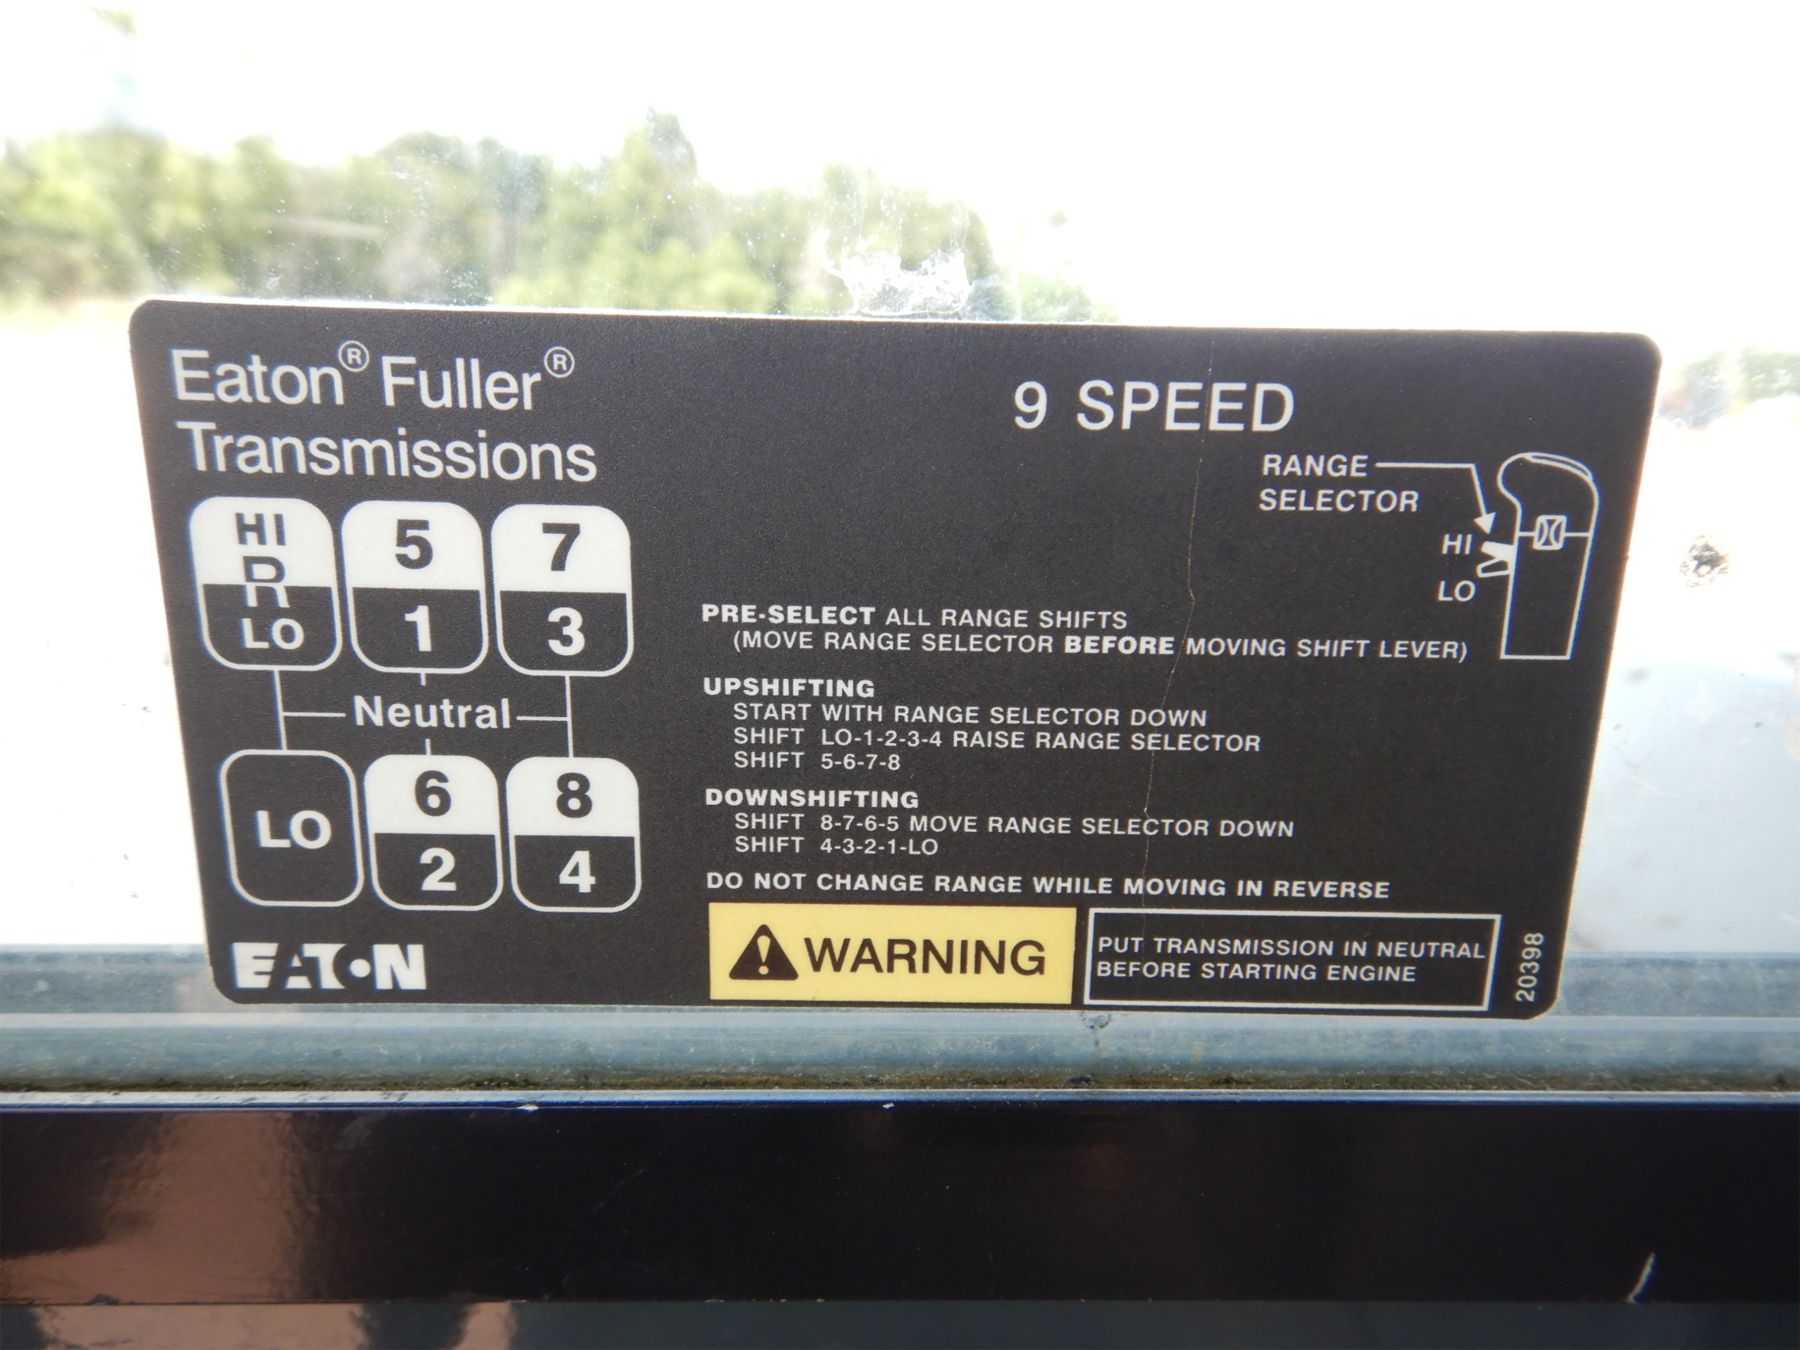 Eaton® Fuller®
Transmissions
9 SPEED
RANGE
SELECTOR
HI
LO
HI
R
LO
5
1
7
3
Neutral
LO
6
2
8
4
PRE-SELECT ALL RANGE SHIFTS
(MOVE RANGE SELECTOR BEFORE MOVING SHIFT LEVER)
UPSHIFTING
START WITH RANGE SELECTOR DOWN
SHIFT LO-1-2-3-4 RAISE RANGE SELECTOR
SHIFT 5-6-7-8
DOWNSHIFTING
SHIFT 8-7-6-5 MOVE RANGE SELECTOR DOWN
SHIFT 4-3-2-1-LO
DO NOT CHANGE RANGE WHILE MOVING IN REVERSE
EATON
WARNING
PUT TRANSMISSION IN NEUTRAL
BEFORE STARTING ENGINE
20398